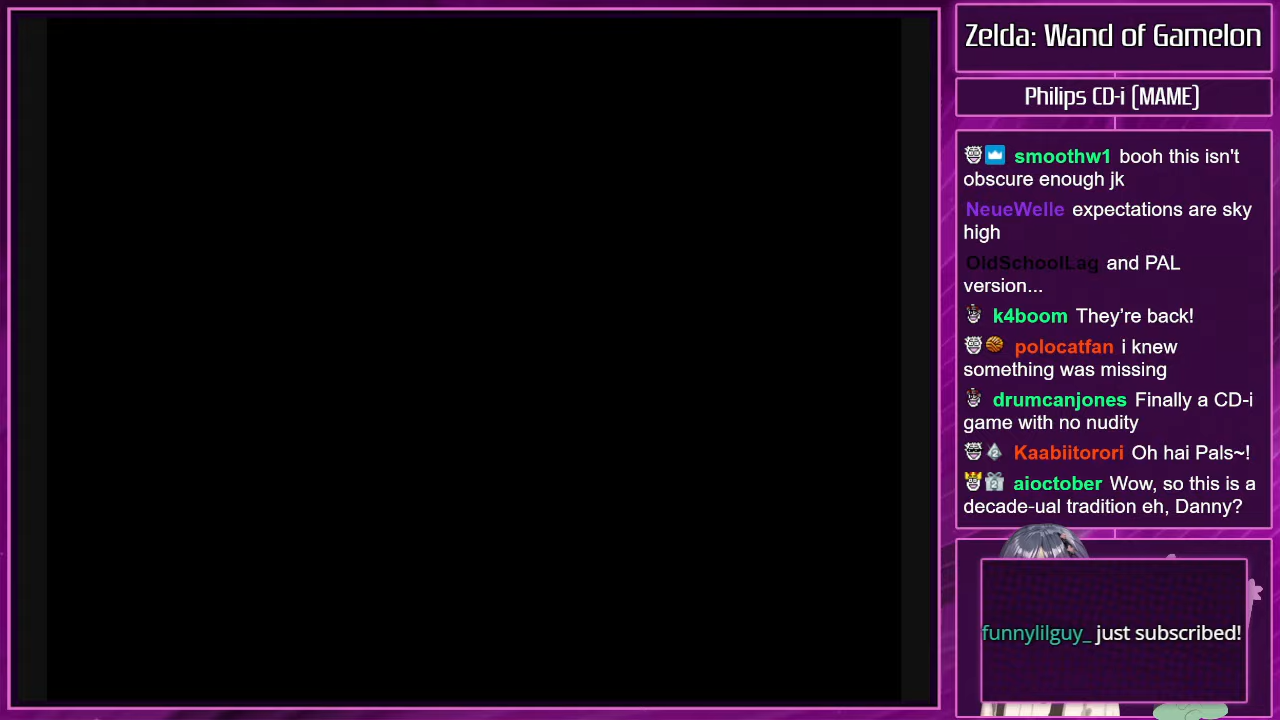 Zelda: Wand of Gamelon
Philips CD-i [MAME]
smoothw1 booh this isn't
obscure enough jk
NeueWelle expectations are sky
high
OldSchoolLag and PAL
version...
k4boom They’re back!
polocatfan i knew
something was missing
drumcanjones Finally a CD-i
game with no nudity
Kaabiitorori Oh hai Pals~!
aioctober Wow, so this is a
decade-ual tradition eh, Danny?
funnylilguy_ just subscribed!